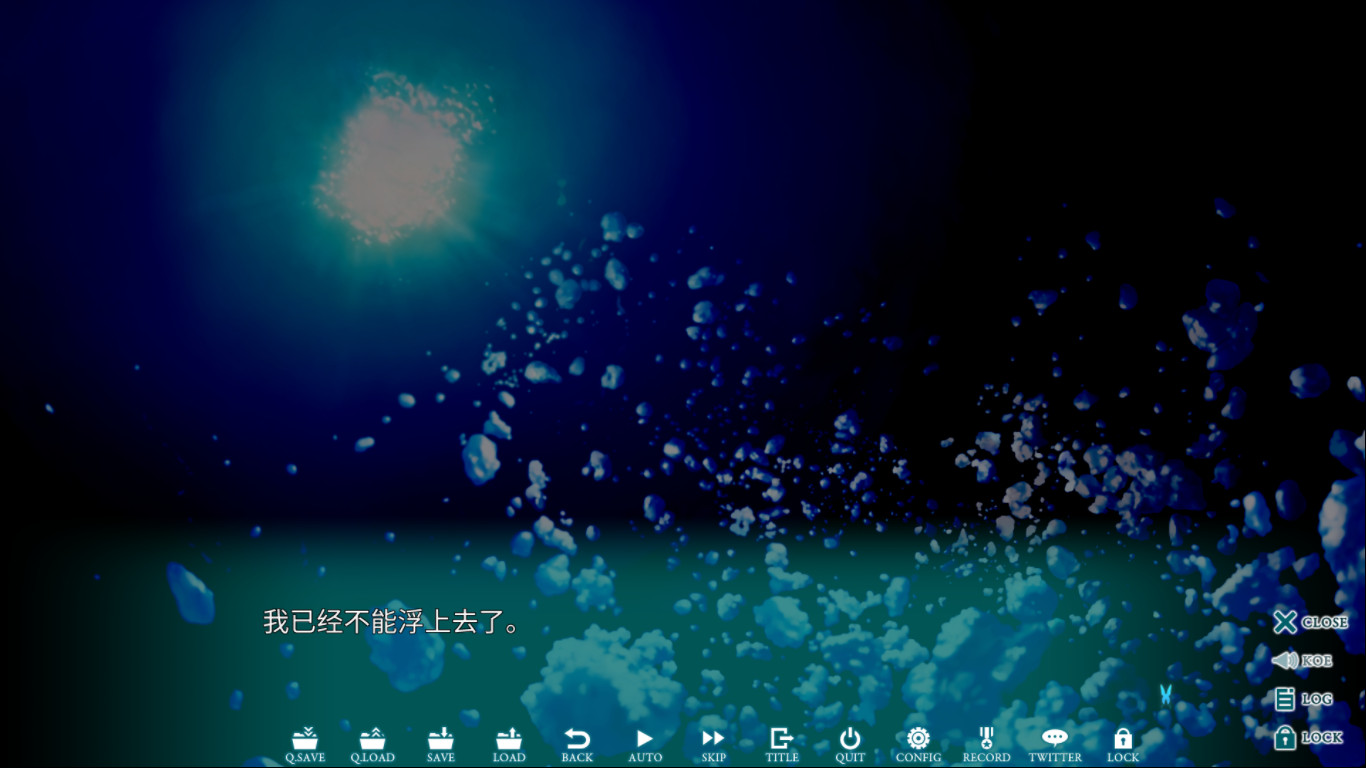 我已经不能浮上去了。
CLOSE
KOE
LOG
LOCK
Q.SAVE Q.LOAD SAVE LOAD BACK AUTO SKIP TITLE QUIT CONFIG RECORD TWITTER LOCK